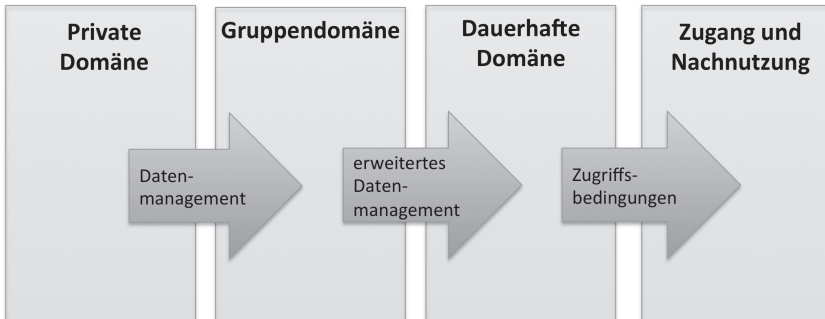 Private
Domäne
Gruppendomäne
Dauerhafte
Domäne
Zugang und
Nachnutzung
Daten-
management
erweitertes
Daten-
management
Zugriffs-
bedingungen